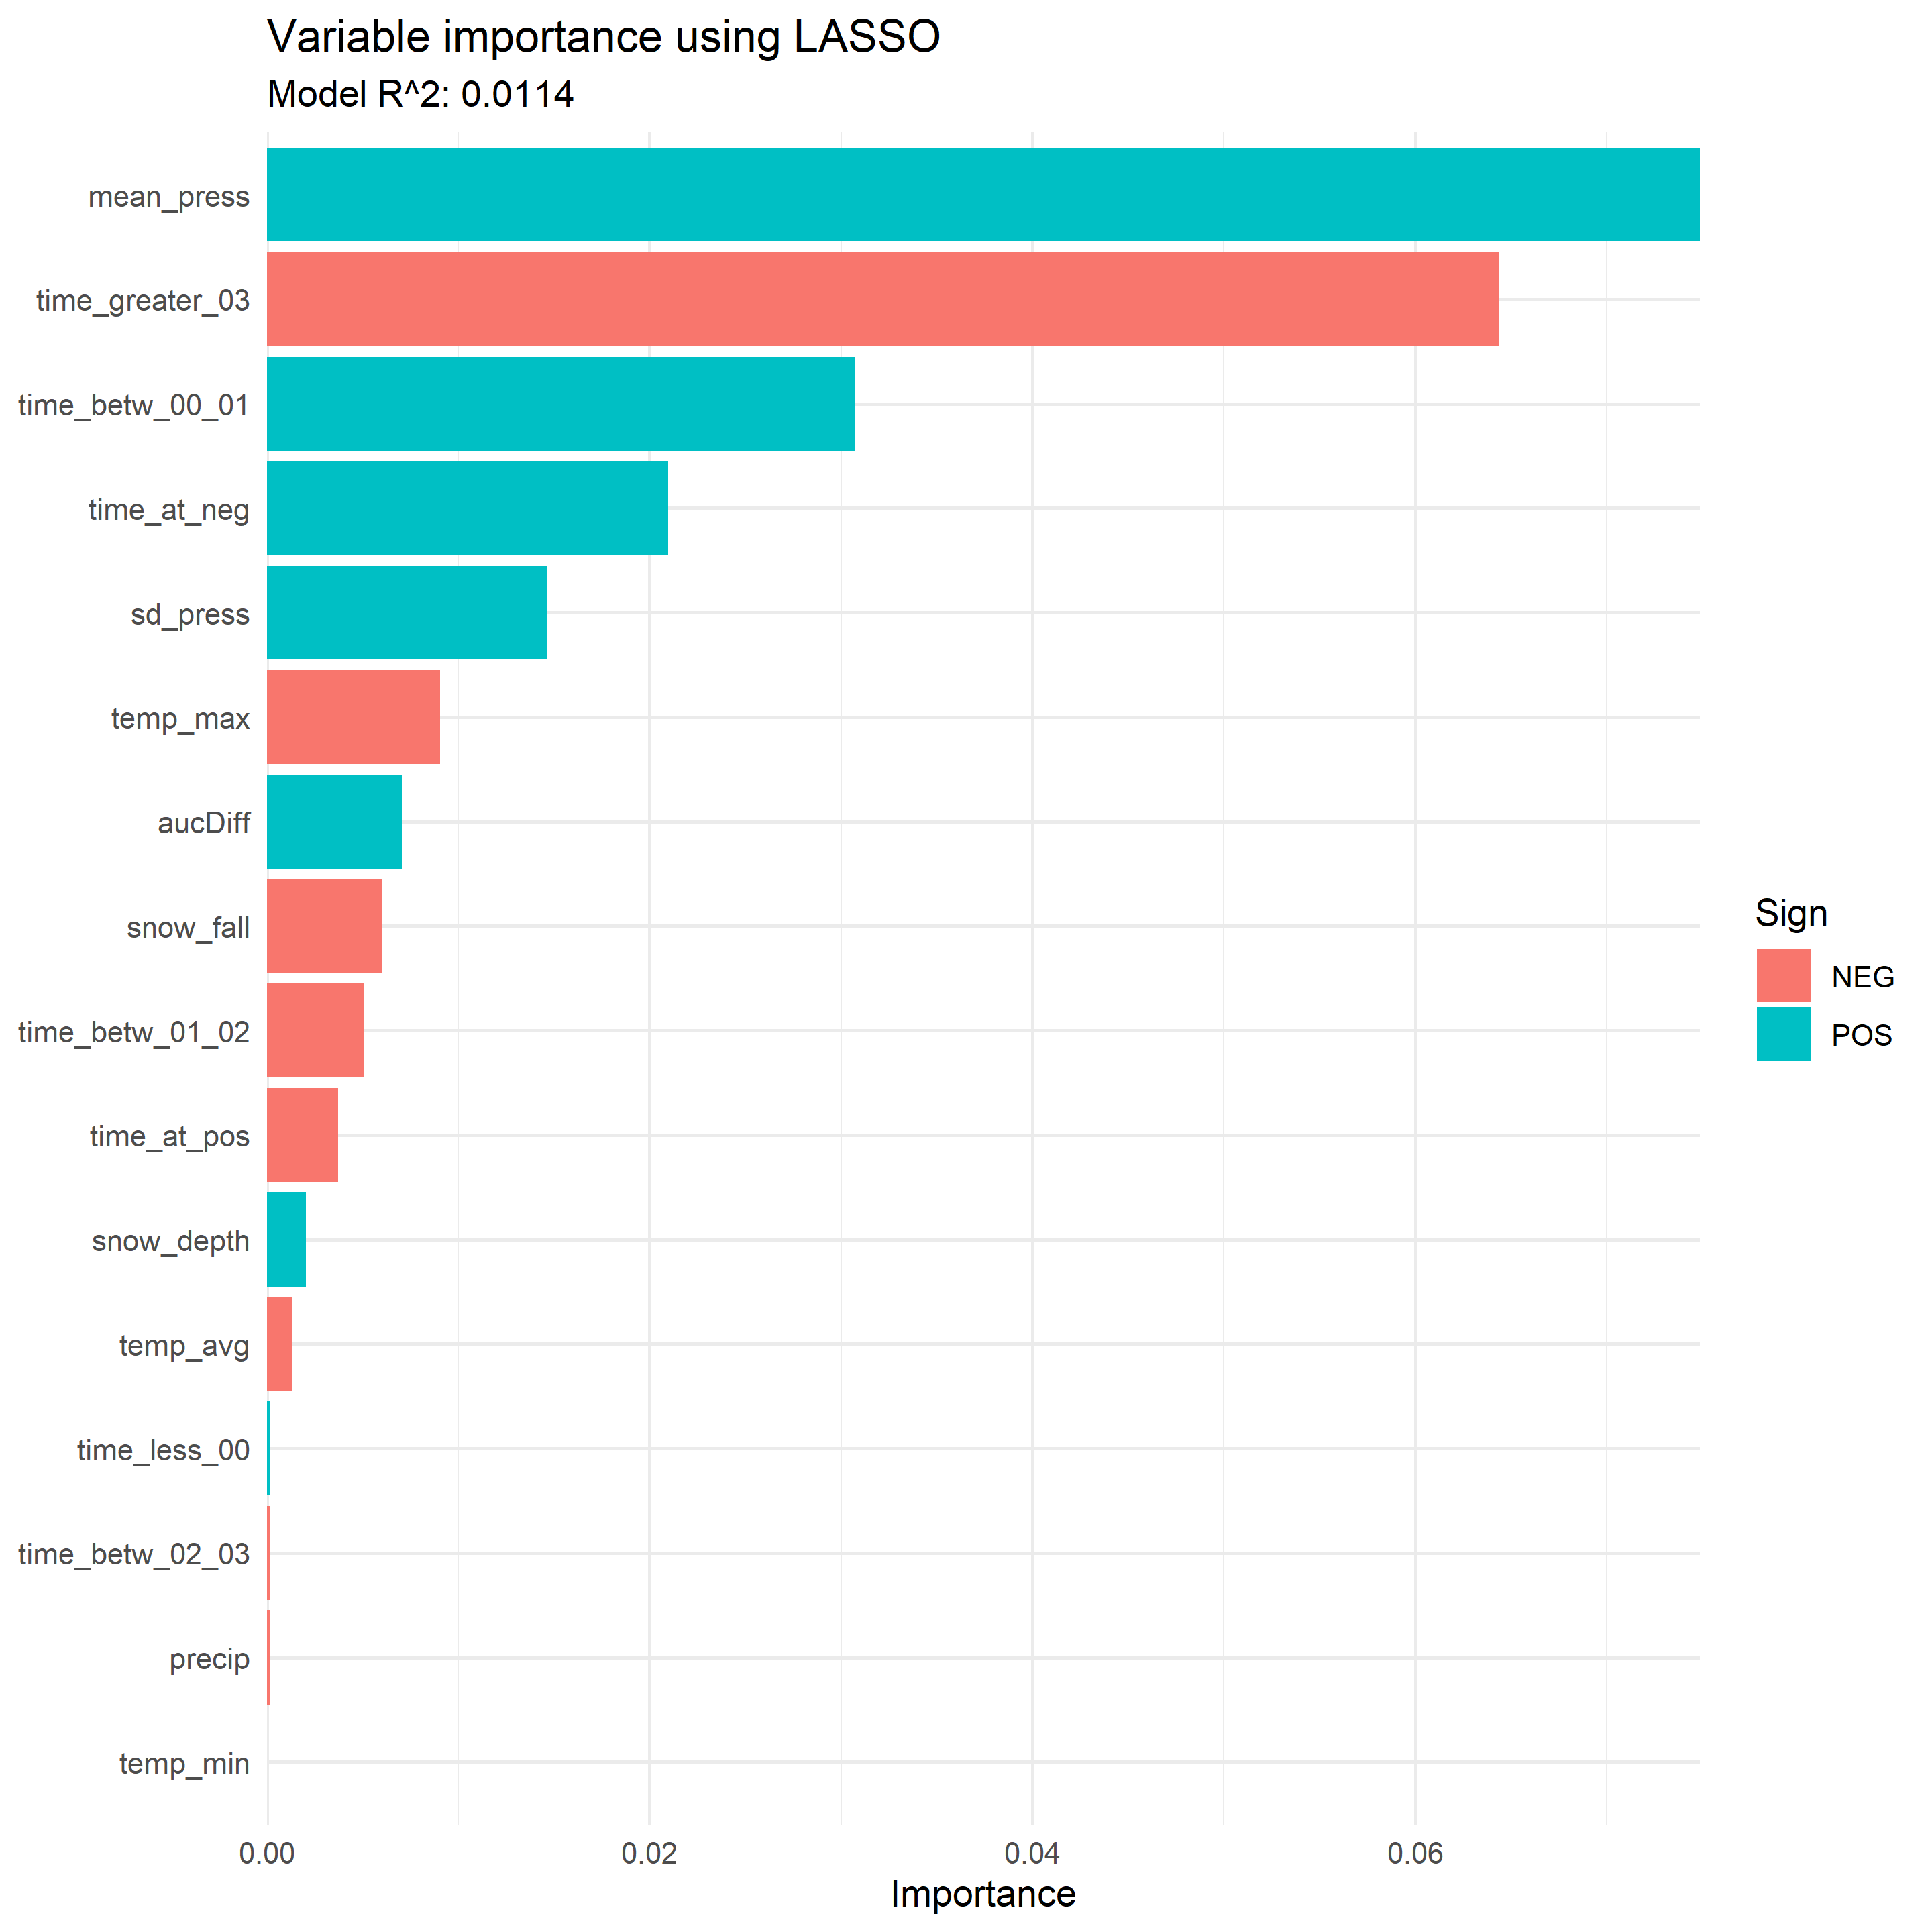 Variable importance using LASSO
Model R^2: 0.0114
mean_press
time_greater_03
time_betw_00_01
time_at_neg
sd_press
temp_max
aucDiff
snow_fall
time_betw_01_02
time_at_pos
snow_depth
temp_avg
time_less_00
time_betw_02_03
precip
temp_min
0.00 0.02 0.04 0.06
Importance
Sign
NEG
POS